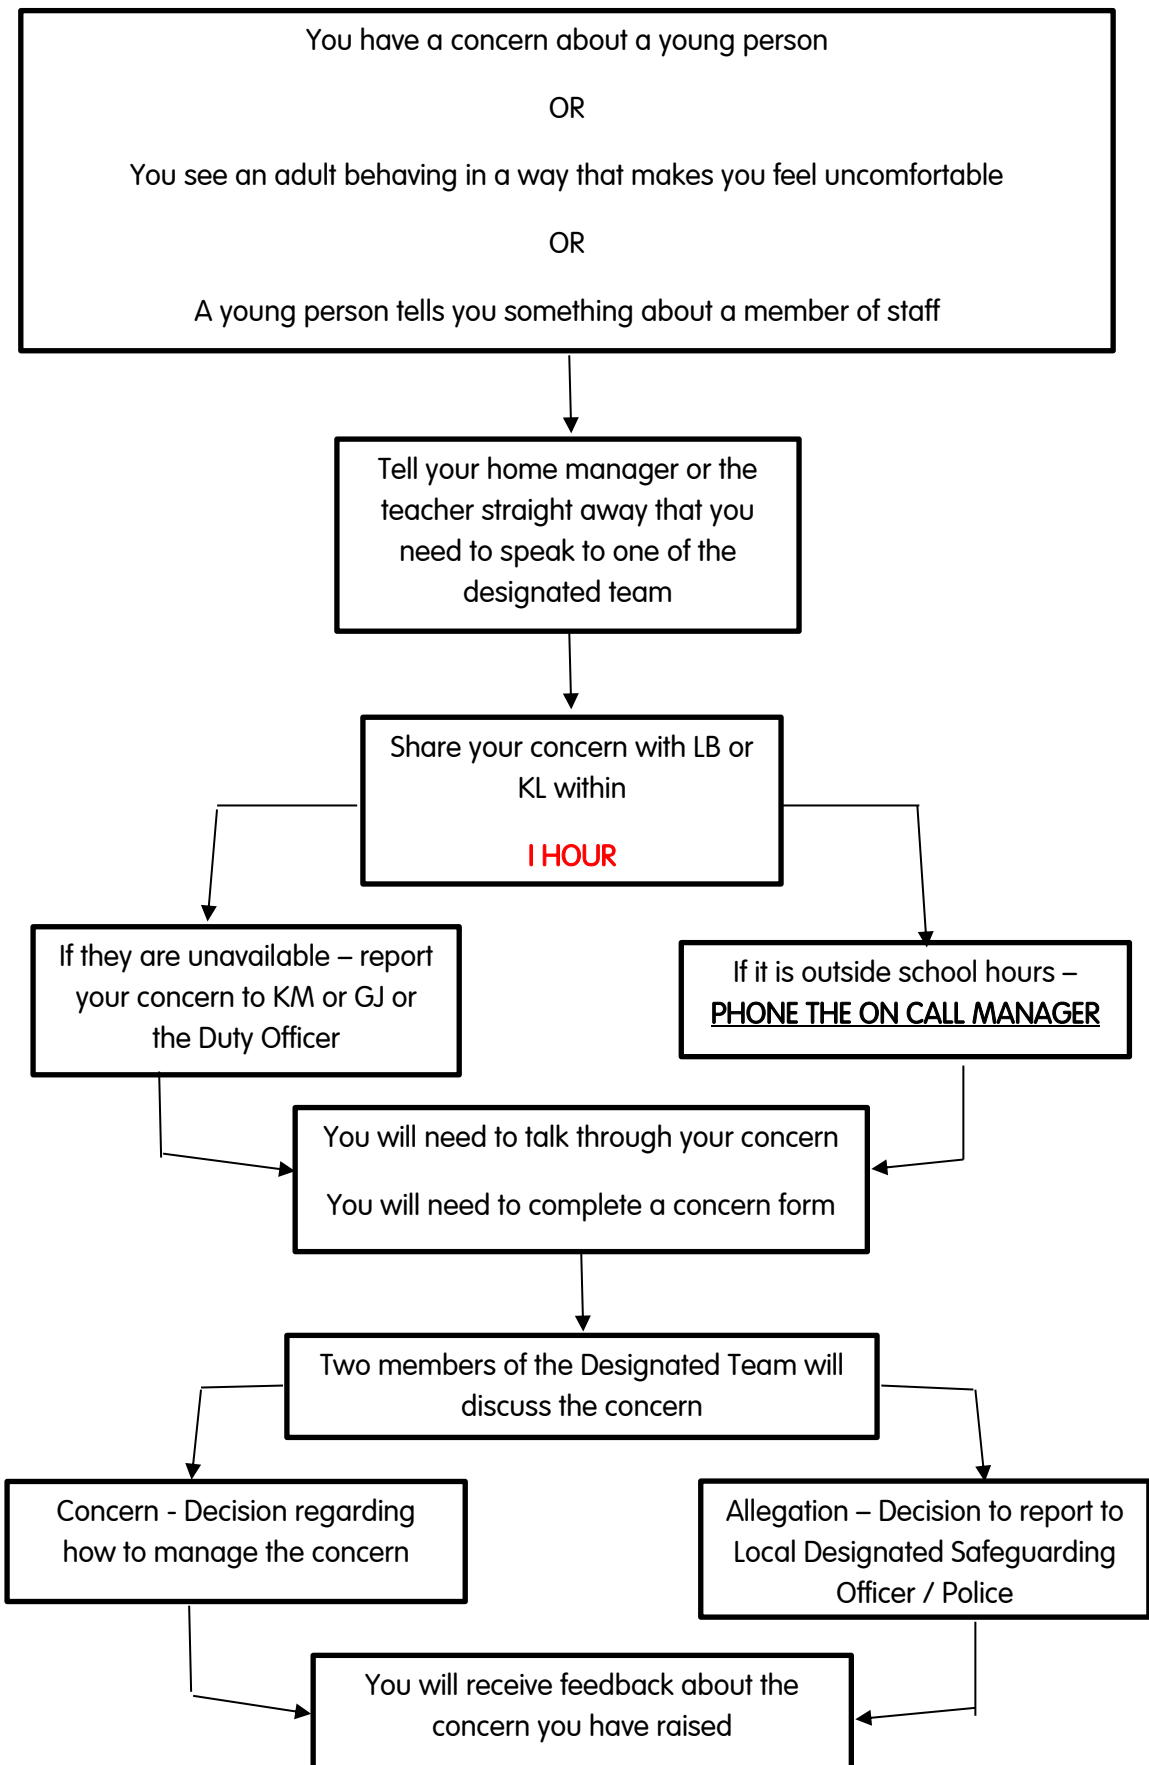 You have a concern about a young person
OR
You see an adult behaving in a way that makes you feel uncomfortable
OR
A young person tells you something about a member of staff
Tell your home manager or the
teacher straight away that you
need to speak to one of the
designated team
Share your concern with LB or
KL within
I HOUR
If they are unavailable – report
your concern to KM or GJ or
the Duty Officer
If it is outside school hours –
PHONE THE ON CALL MANAGER
You will need to talk through your concern
You will need to complete a concern form
Two members of the Designated Team will
discuss the concern
Concern - Decision regarding
how to manage the concern
Allegation – Decision to report to
Local Designated Safeguarding
Officer / Police
You will receive feedback about the
concern you have raised